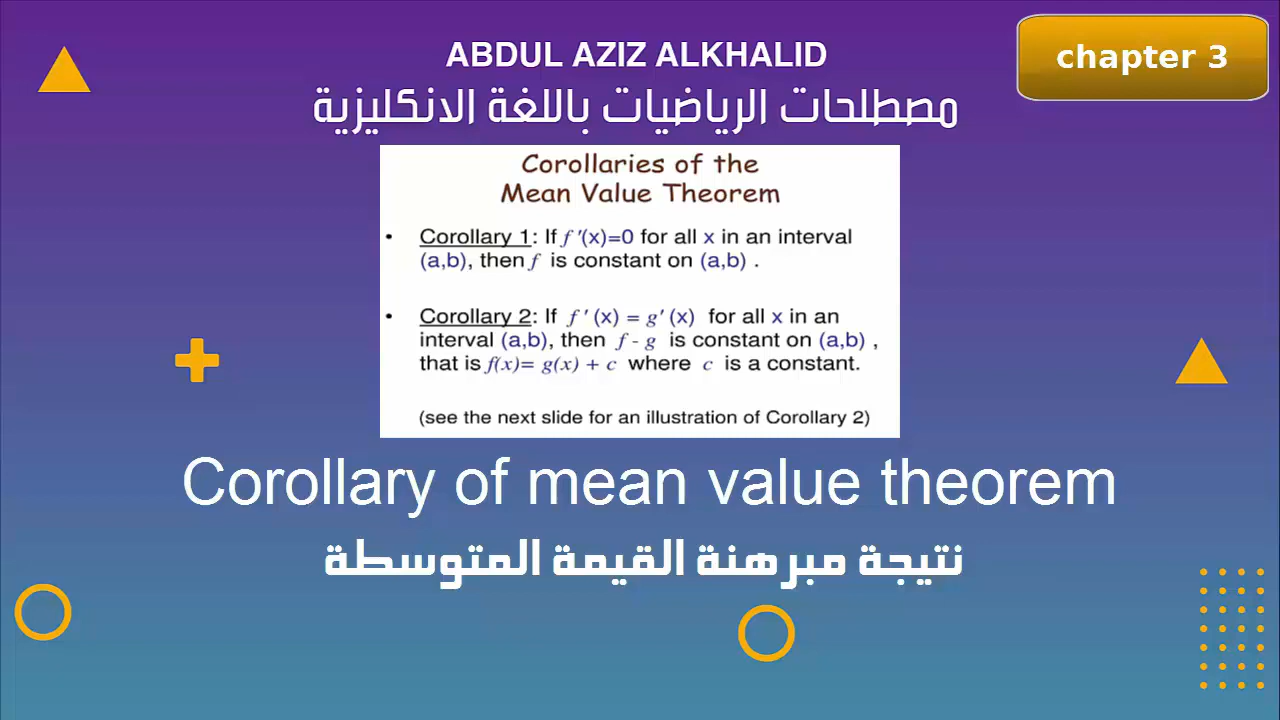 ABDUL AZIZ ALKHALID
chapter 3
مصطلحات الرياضيات باللغة الانكليزية
Corollaries of the
Mean Value Theorem
• Corollary 1: If f ′(x)=0 for all x in an interval
(a,b), then f is constant on (a,b) .
• Corollary 2: If f ′ (x) = g′ (x) for all x in an
interval (a,b), then f - g is constant on (a,b) ,
that is f(x)= g(x) + c where c is a constant.
(see the next slide for an illustration of Corollary 2)
Corollary of mean value theorem
نتيجة مبرهنة القيمة المتوسطة